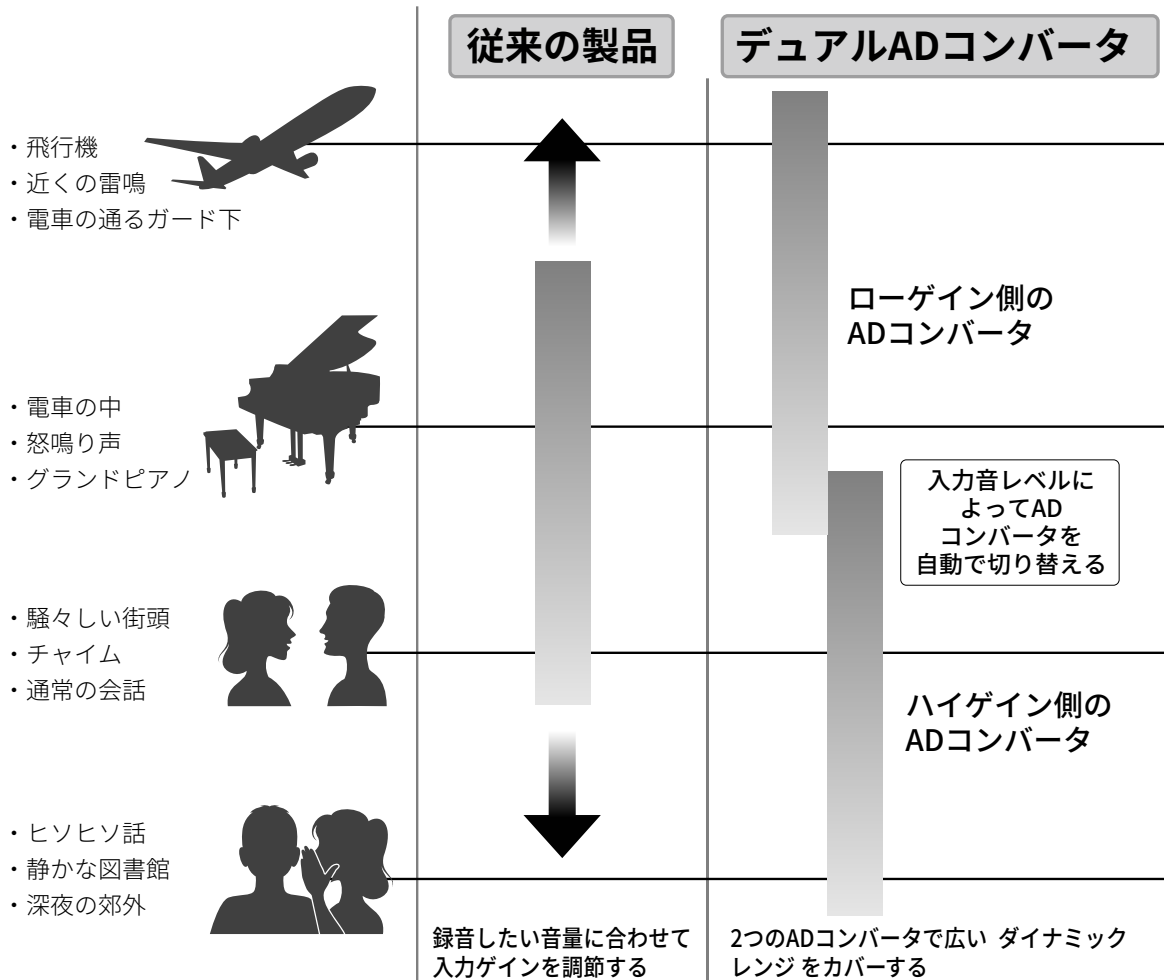 従来の製品
デュアルADコンバータ
・飛行機
・近くの雷鳴
・電車の通るガード下
ローゲイン側の
ADコンバータ
・電車の中
・怒鳴り声
・グランドピアノ
入力音レベルに
よってAD
コンバータを
自動で切り替える
・騒々しい街頭
・チャイム
・通常の会話
ハイゲイン側の
ADコンバータ
・ヒソヒソ話
・静かな図書館
・深夜の郊外
録音したい音量に合わせて
入力ゲインを調節する
2つのADコンバータで広い ダイナミック
レンジ をカバーする